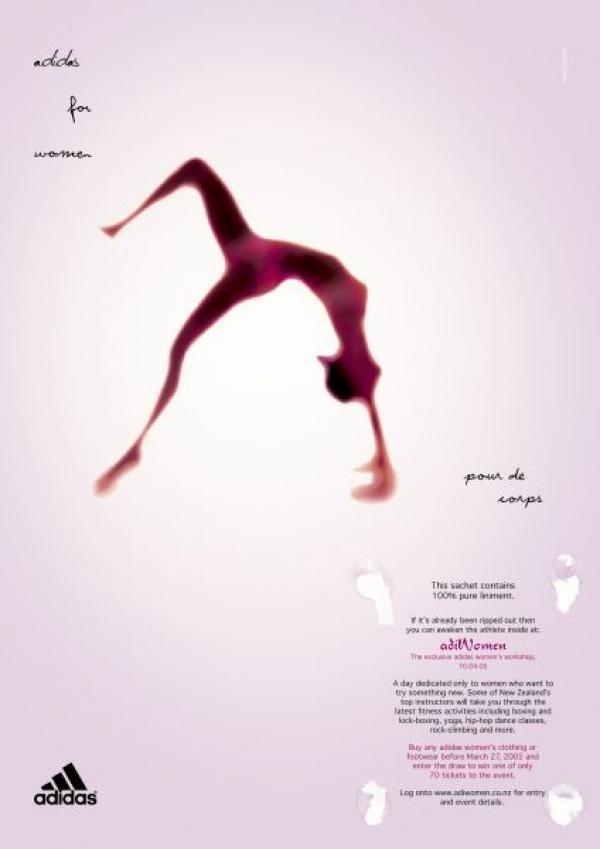 adidas
for
women
pour de
corps
This sachet contains
100% pure liniment.
If it's already been ripped out then
you can awaken the athlete inside at:
adiWomen
The exclusive adidas women's workshop,
10.04.05
A day dedicated only to women who want to
try something new. Some of New Zealand's
top instructors will take you through the
latest fitness activities including boxing and
kick-boxing, yoga, hip-hop dance classes,
rock-climbing and more.
Buy any adidas women's clothing or
footwear before March 27, 2005 and
enter the draw to win one of only
70 tickets to the event.
Log onto www.adiwomen.co.nz for entry
and event details.
adidas